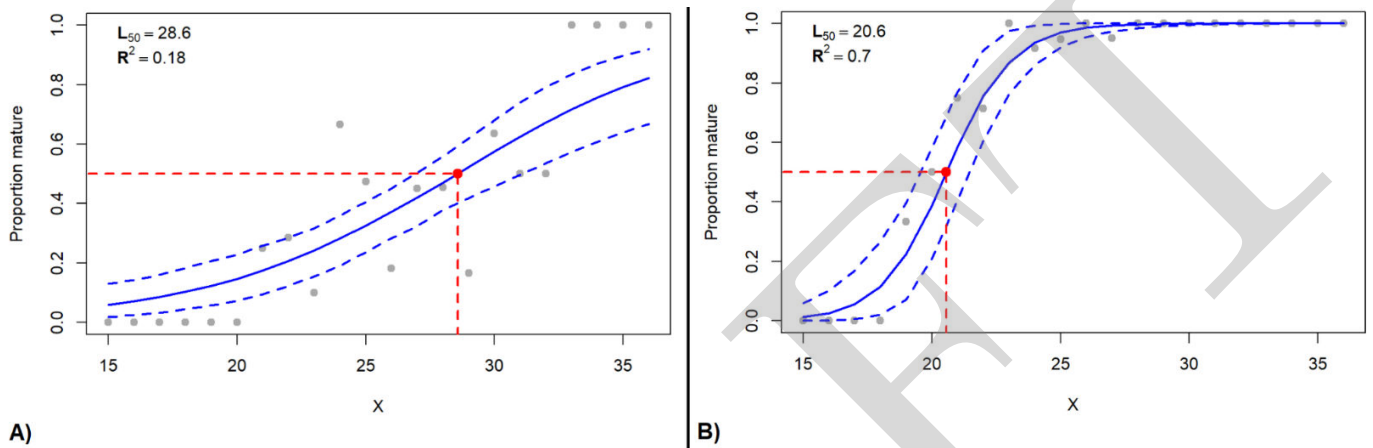 L50 = 28.6
R2 = 0.18
Proportion mature
1.0
0.8
0.6
0.4
0.2
0.0
15 20 25 30 35
X
A)
L50 = 20.6
R2 = 0.7
Proportion mature
1.0
0.8
0.6
0.4
0.2
0.0
15 20 25 30 35
X
B)